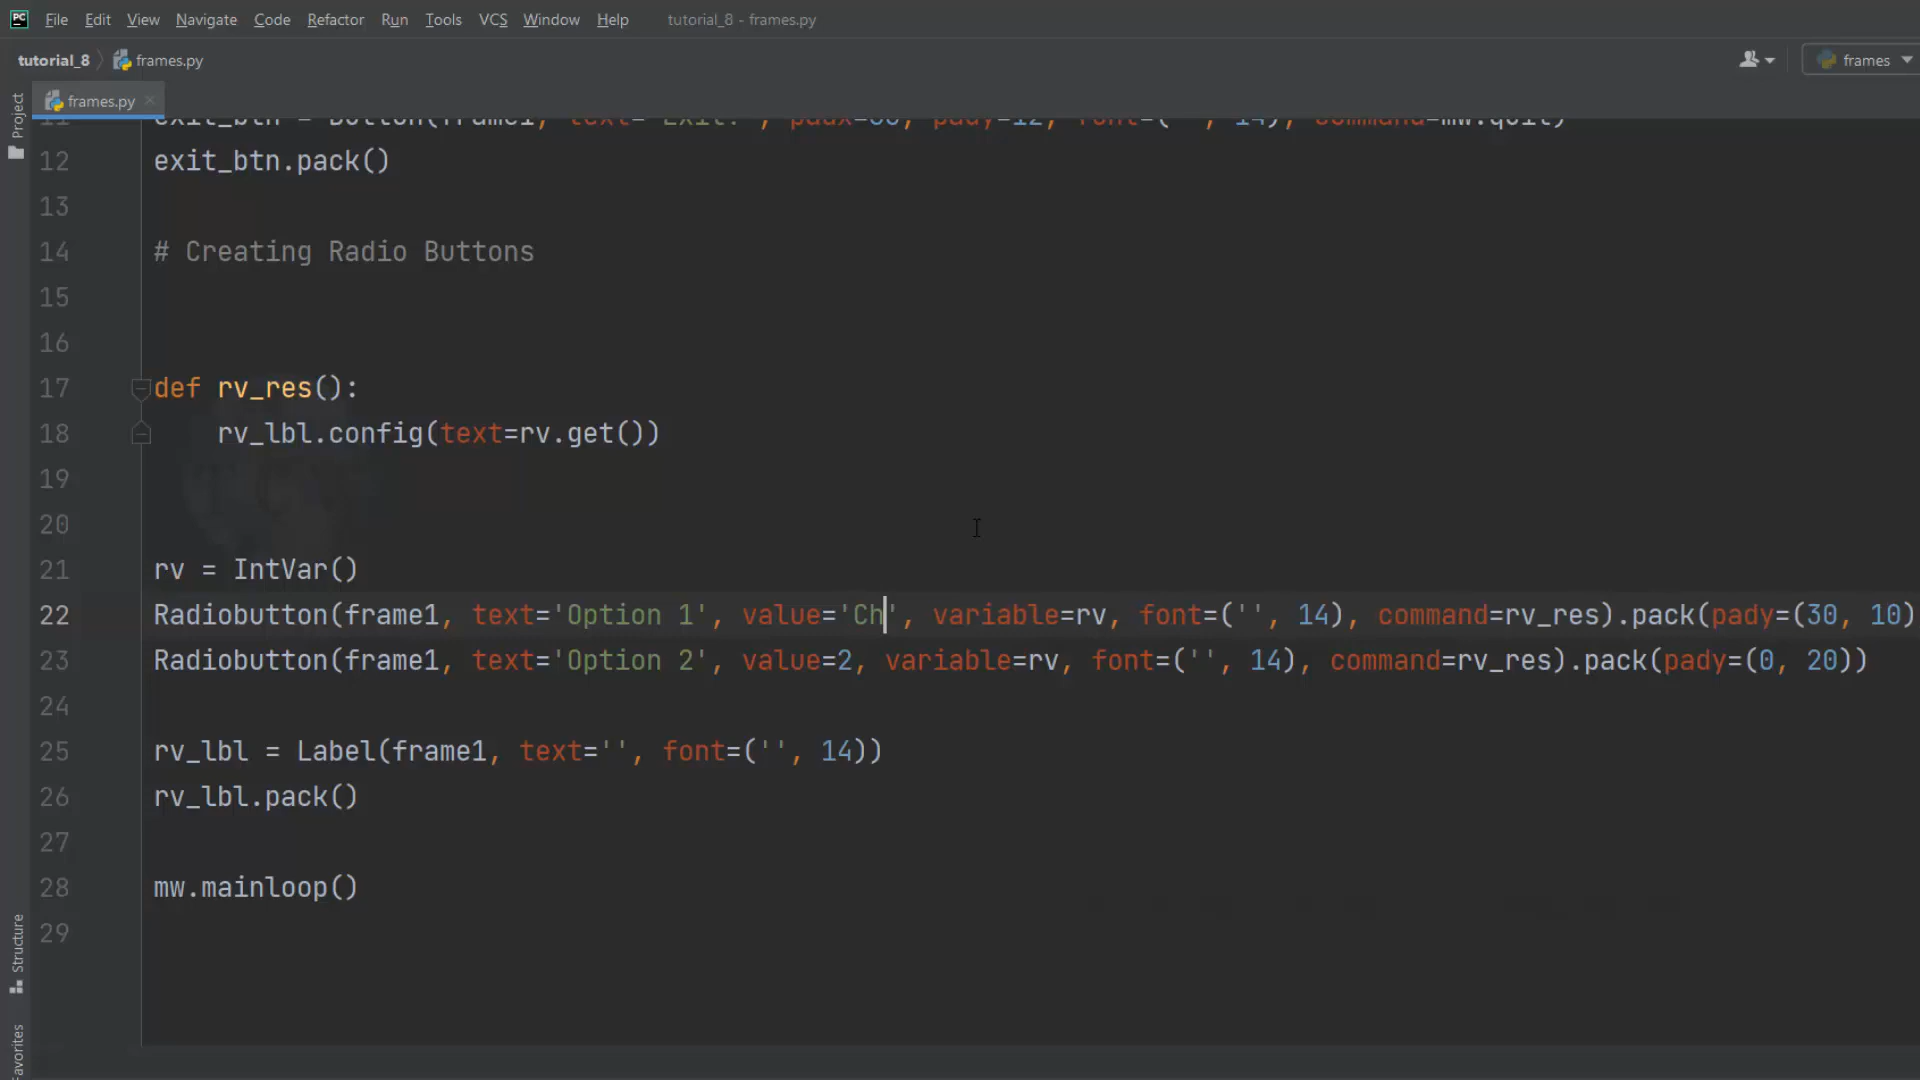 PC File Edit View Navigate Code Refactor Run Tools VCS Window Help tutorial_8 - frames.py
tutorial_8 frames.py frames
Project
frames.py
11 exit_btn = Button(frame1, text='Exit!', padx=60, pady=12, font=('', 14), command=mw.quit)
12 exit_btn.pack()
13
14 # Creating Radio Buttons
15
16
17 def rv_res():
18 rv_lbl.config(text=rv.get())
19
20
21 rv = IntVar()
22 Radiobutton(frame1, text='Option 1', value='Ch', variable=rv, font=('', 14), command=rv_res).pack(pady=(30, 10)
23 Radiobutton(frame1, text='Option 2', value=2, variable=rv, font=('', 14), command=rv_res).pack(pady=(0, 20))
24
25 rv_lbl = Label(frame1, text='', font=('', 14))
26 rv_lbl.pack()
27
28 mw.mainloop()
29
Structure
Favorites